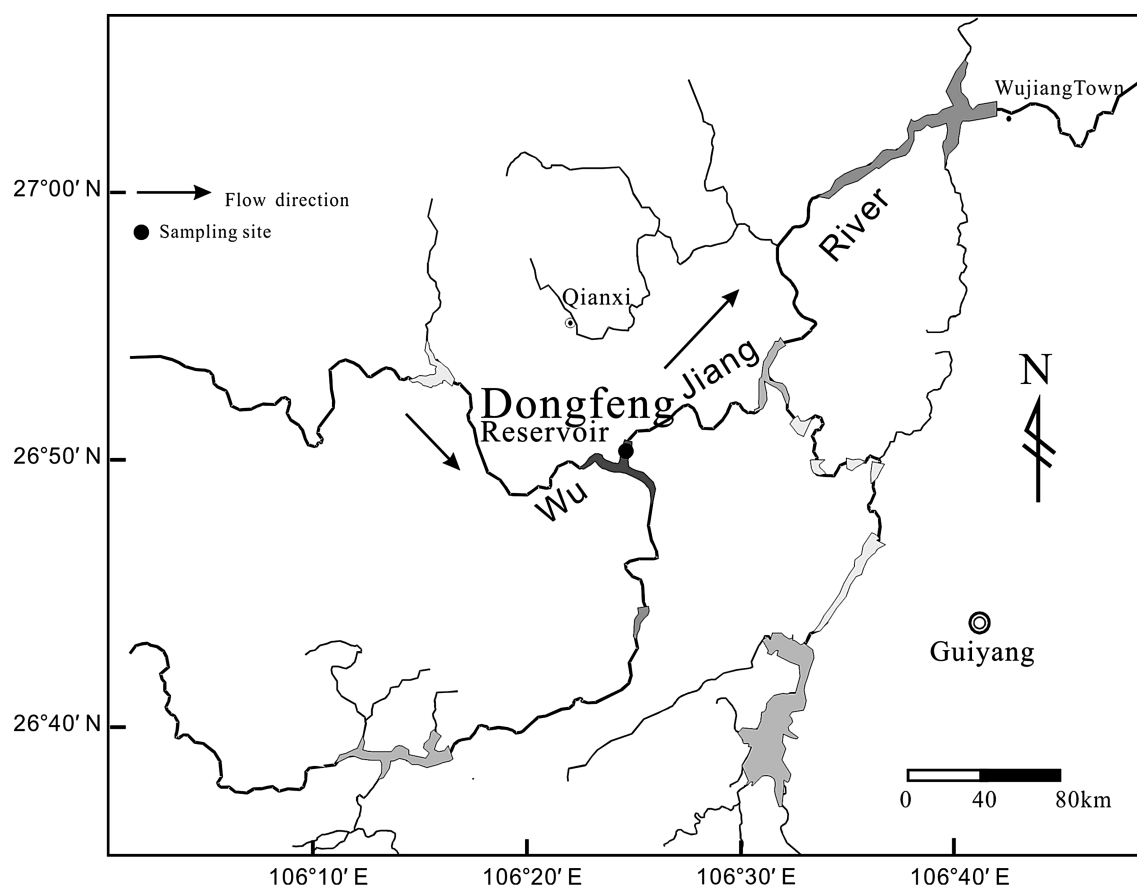 WujiangTown
27°00′ N
Flow direction
Sampling site
River
Qianxi
Jiang
N
Dongfeng
Reservoir
26°50′ N
Wu
Guiyang
26°40′ N
0 40 80km
106°10′ E 106°20′ E 106°30′ E 106°40′ E